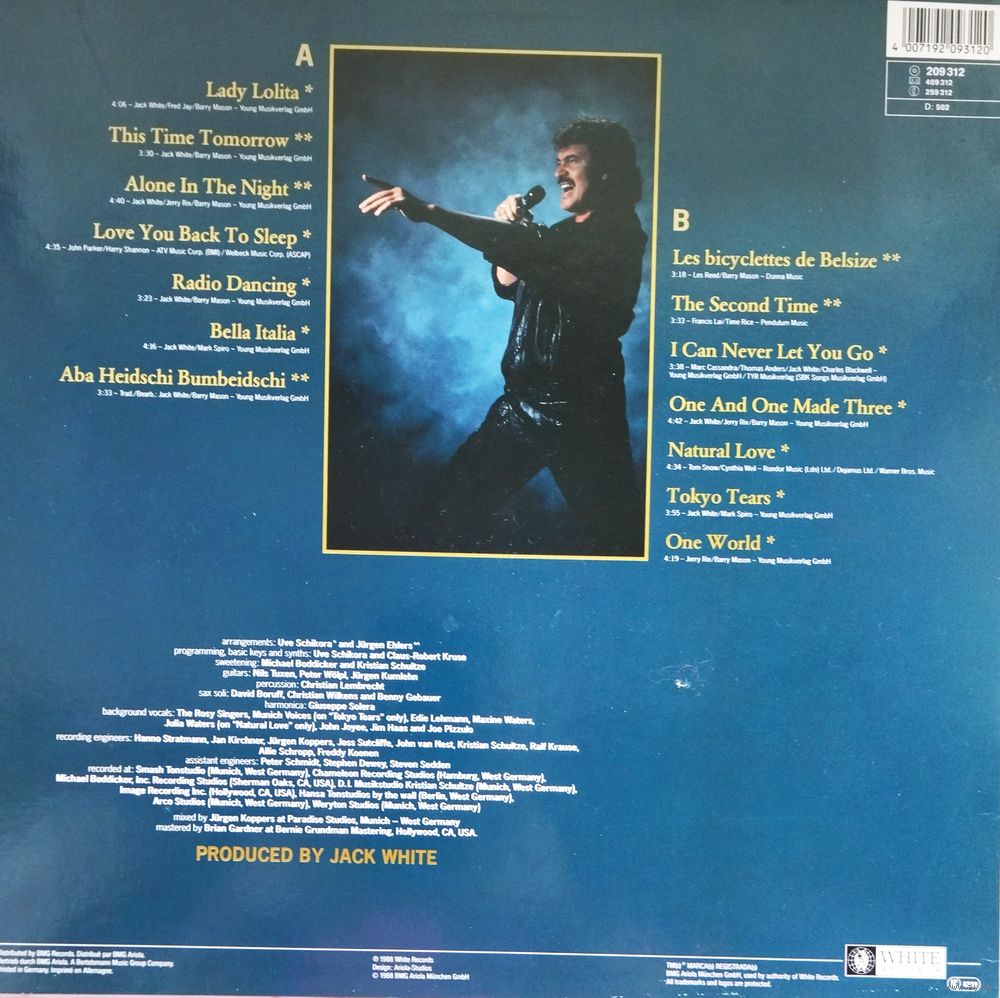 4 007192 093120
209 312
409 312
259 312
D: 502
A
Lady Lolita *
4:06 – Jack White/Fred Jay/Barry Mason – Young Musikverlag GmbH
This Time Tomorrow **
3:30 – Jack White/Barry Mason – Young Musikverlag GmbH
Alone In The Night **
4:40 – Jack White/Jerry Rix/Barry Mason – Young Musikverlag GmbH
Love You Back To Sleep *
4:35 – John Parker/Harry Shannon – ATV Music Corp. (BMI) / Welbeck Music Corp. (ASCAP)
Radio Dancing *
3:23 – Jack White/Barry Mason – Young Musikverlag GmbH
Bella Italia *
4:16 – Jack White/Mark Spiro – Young Musikverlag GmbH
Aba Heidschi Bumbeidschi **
3:33 – Trad./Bearb.: Jack White/Barry Mason – Young Musikverlag GmbH
B
Les bicyclettes de Belsize **
3:18 – Les Reed/Barry Mason – Donna Music
The Second Time **
3:33 – Francis Lai/Time Rice – Pendulum Music
I Can Never Let You Go *
3:38 – Marc Cassandra/Thomas Anders/Jack White/Charles Blackwell –
Young Musikverlag GmbH / TYR Musikverlag (SBK Songs Musikverlag GmbH)
One And One Made Three *
4:42 – Jack White/Jerry Rix/Barry Mason – Young Musikverlag GmbH
Natural Love *
4:34 – Tom Snow/Cynthia Weil – Rondor Music (Ldn) Ltd. / Dejamus Ltd. / Warner Bros. Music
Tokyo Tears *
3:55 – Jack White/Mark Spiro – Young Musikverlag GmbH
One World *
4:19 – Jerry Rix/Barry Mason – Young Musikverlag GmbH
arrangements: Uve Schikora* and Jürgen Ehlers**
programming, basic keys and synths: Uve Schikora and Claus-Robert Kruse
sweetening: Michael Boddicker and Kristian Schultze
guitars: Nils Tuxen, Peter Wölpl, Jürgen Kumlehn
percussion: Christian Lembrecht
sax soli: David Boruff, Christian Wilkens and Benny Gebauer
harmonica: Giuseppe Solera
background vocals: The Rosy Singers, Munich Voices (on "Tokyo Tears" only), Edie Lehmann, Maxine Waters,
Julia Waters (on "Natural Love" only), John Joyce, Jim Haas and Joe Pizzulo
recording engineers: Hanno Stratmann, Jan Kirchner, Jürgen Koppers, Jess Sutcliffe, John van Nest, Kristian Schultze, Ralf Krause,
Allie Schropp, Freddy Koenen
assistant engineers: Peter Schmidt, Stephen Dewey, Steven Sedden
recorded at: Smash Tonstudio (Munich, West Germany), Chameleon Recording Studios (Hamburg, West Germany),
Michael Boddicker, Inc. Recording Studios (Sherman Oaks, CA, USA), D.I. Musikstudio Kristian Schultze (Munich, West Germany),
Image Recording Inc. (Hollywood, CA, USA), Hansa Tonstudios by the wall (Berlin, West Germany),
Arco Studios (Munich, West Germany), Weryton Studios (Munich, West Germany)
mixed by Jürgen Koppers at Paradise Studios, Munich – West Germany
mastered by Brian Gardner at Bernie Grundman Mastering, Hollywood, CA, USA.
PRODUCED BY JACK WHITE
Distributed by BMG Records. Distribué par BMG Ariola.
Vertrieb durch BMG Ariola. A Bertelsmann Music Group Company.
Printed in Germany. Imprimé en Allemagne.
℗ 1988 White Records
Design: Ariola-Studios
© 1988 BMG Ariola München GmbH
TM(s)® MARCA(s) REGISTRADA(s)
BMG Ariola München GmbH, used by authority of White Records.
All trademarks and logos are protected.
WHITE